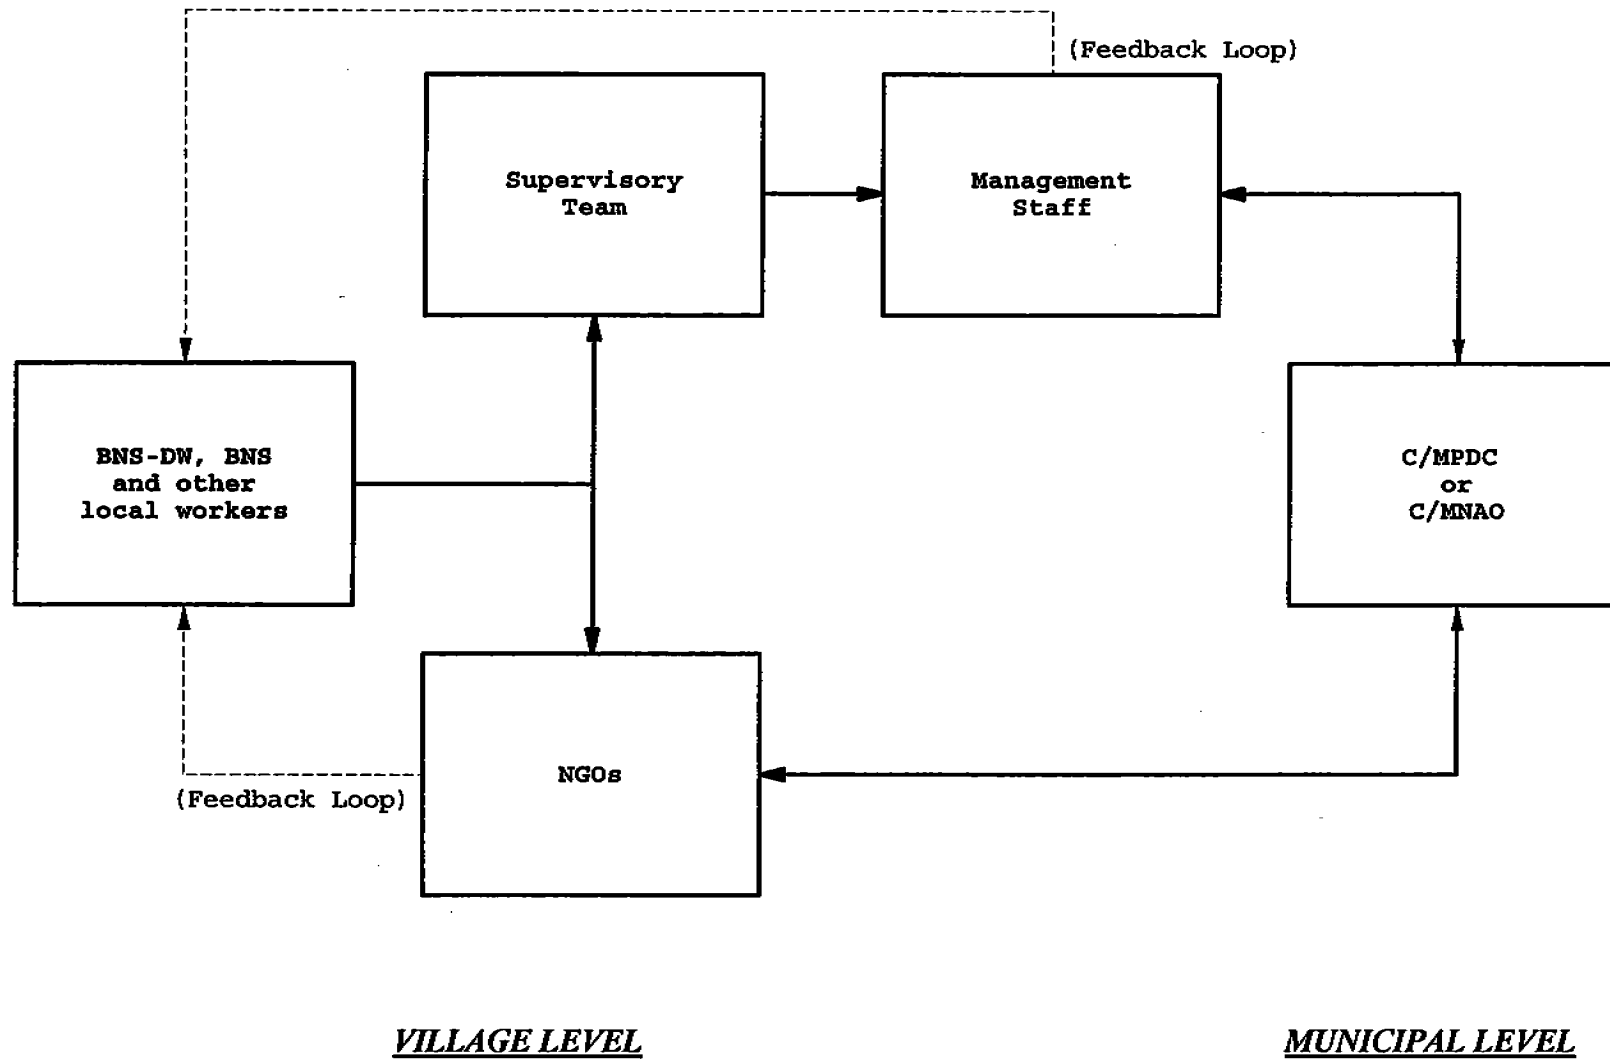 (Feedback Loop)
Supervisory
Team
Management
Staff
BNS-DW, BNS
and other
local workers
C/MPDC
or
C/MNAO
NGOs
(Feedback Loop)
VILLAGE LEVEL
MUNICIPAL LEVEL